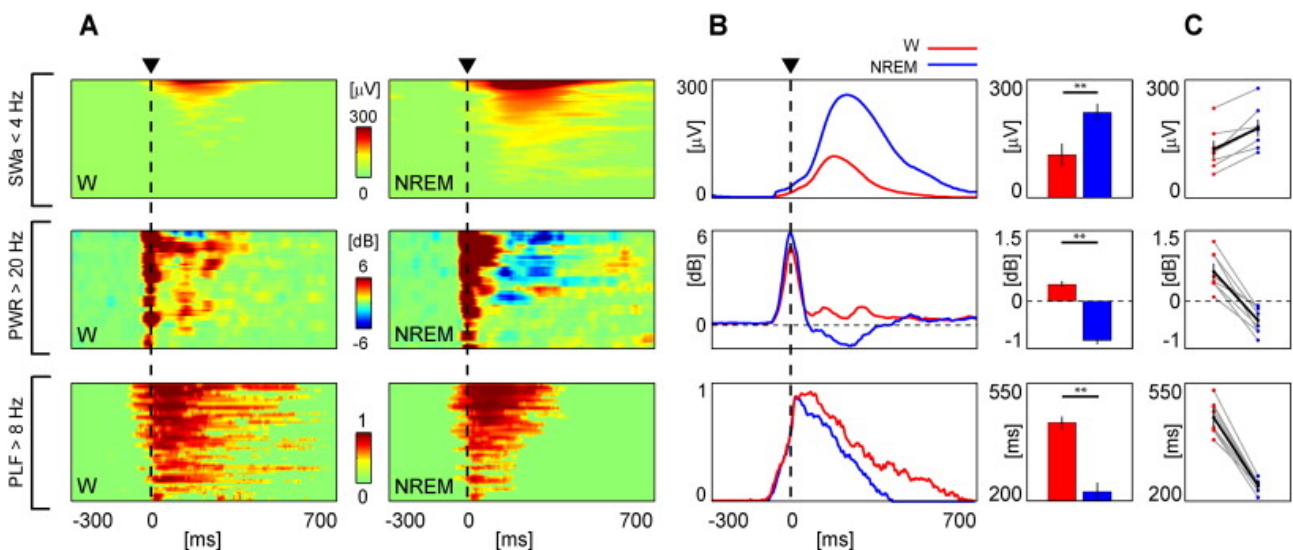 A
B
C
W
NREM
SWa < 4 Hz
W
NREM
[μV]
300
0
300
[μV]
0
**
300
[μV]
0
300
[μV]
0
PWR > 20 Hz
W
NREM
[dB]
6
-6
6
[dB]
0
**
1.5
[dB]
0
-1
1.5
[dB]
0
-1
PLF > 8 Hz
W
NREM
1
0
1
0
**
550
[ms]
200
550
[ms]
200
-300 0 700
[ms]
-300 0 700
[ms]
-300 0 700
[ms]